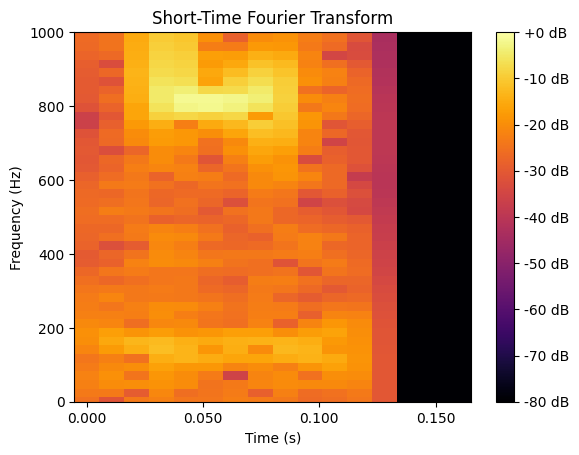 Short-Time Fourier Transform
1000
800
600
400
200
0
Frequency (Hz)
0.000
0.050
0.100
0.150
Time (s)
+0 dB
-10 dB
-20 dB
-30 dB
-40 dB
-50 dB
-60 dB
-70 dB
-80 dB